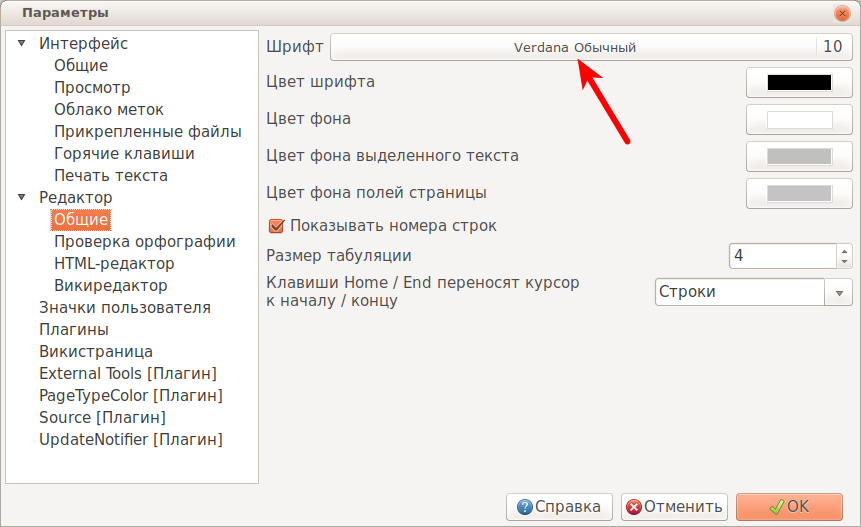 Параметры
Интерфейс
Общие
Просмотр
Облако меток
Прикрепленные файлы
Горячие клавиши
Печать текста
Редактор
Общие
Проверка орфографии
HTML-редактор
Викиредактор
Значки пользователя
Плагины
Викистраница
External Tools [Плагин]
PageTypeColor [Плагин]
Source [Плагин]
UpdateNotifier [Плагин]
Шрифт Verdana Обычный 10
Цвет шрифта
Цвет фона
Цвет фона выделенного текста
Цвет фона полей страницы
Показывать номера строк
Размер табуляции 4
Клавиши Home / End переносят курсор
к началу / концу
Строки
Справка Отменить OK